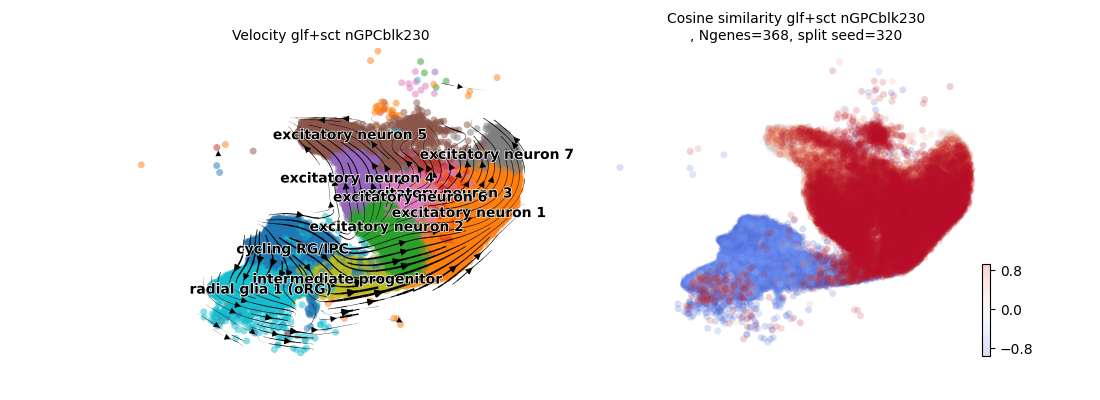 Velocity glf+sct nGPCblk230
Cosine similarity glf+sct nGPCblk230
, Ngenes=368, split seed=320
excitatory neuron 5
excitatory neuron 7
excitatory neuron 4
excitatory neuron 3
excitatory neuron 6
excitatory neuron 1
excitatory neuron 2
cycling RG/IPC
intermediate progenitor
radial glia 1 (oRG)
0.8
0.0
−0.8